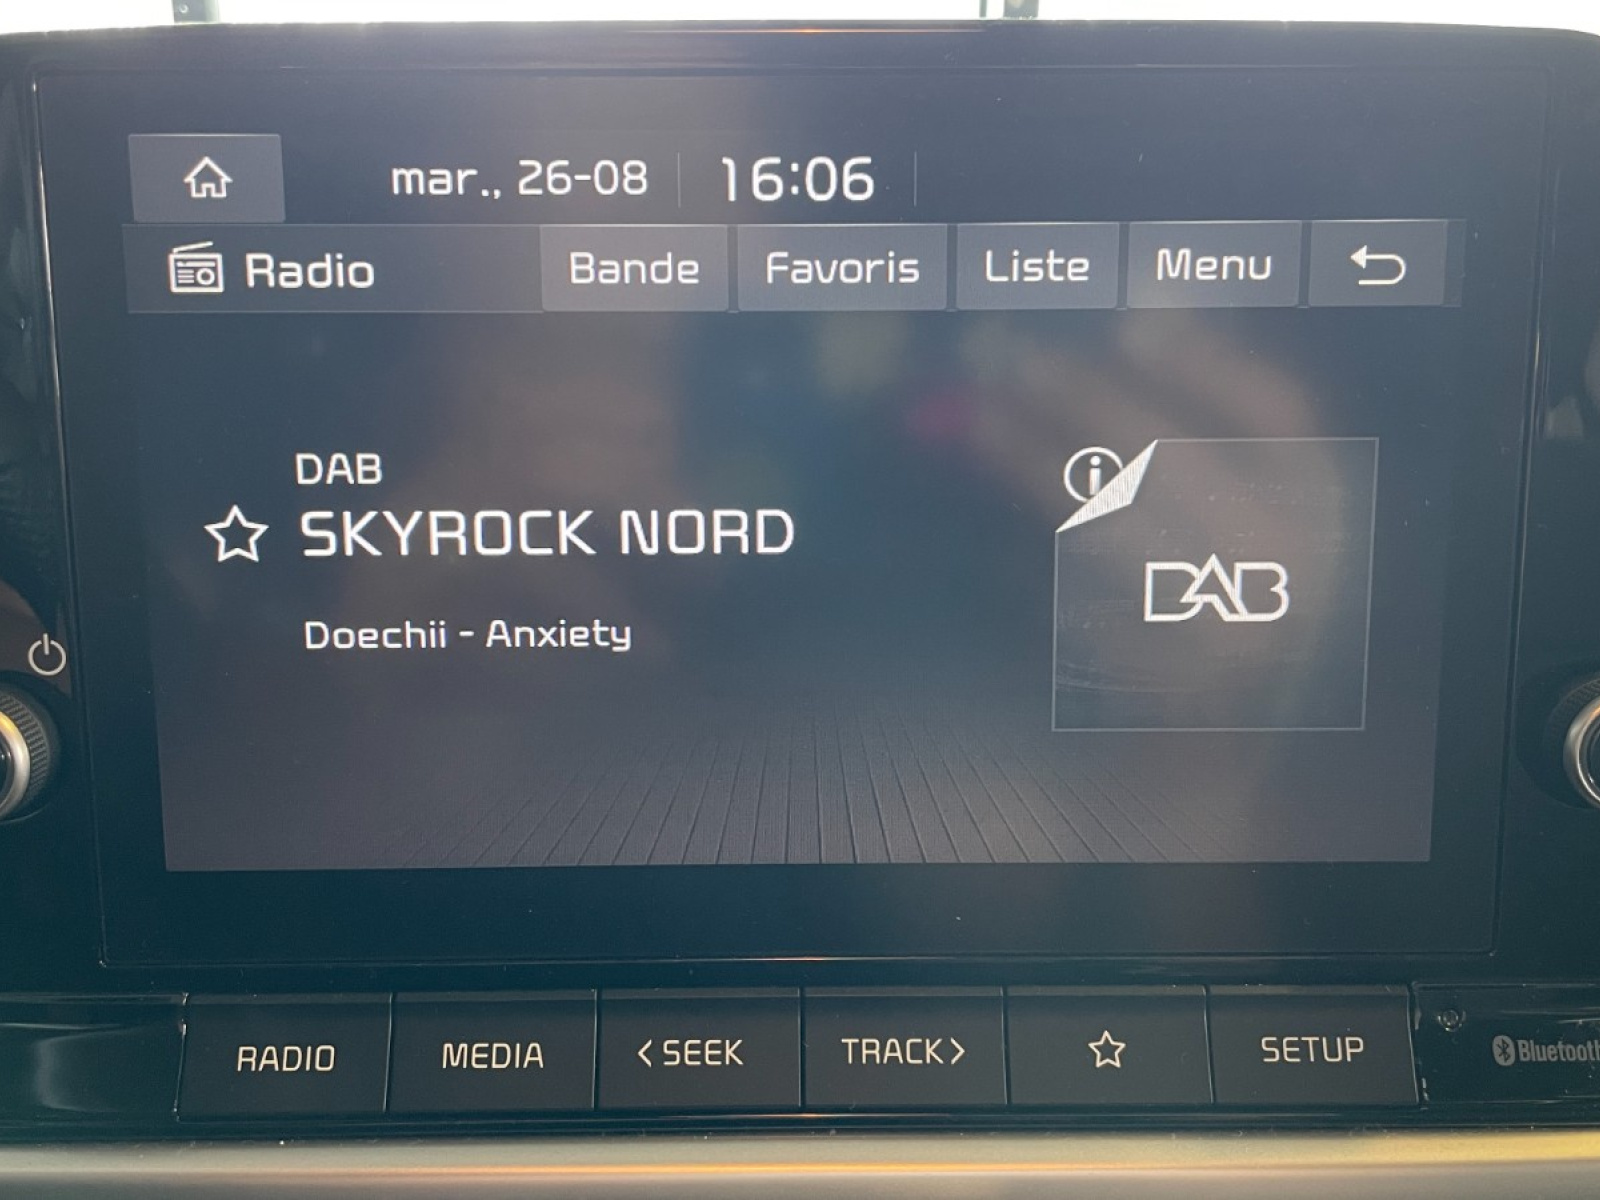 mar., 26-08 16:06
Radio Bande Favoris Liste Menu
DAB
SKYROCK NORD
Doechii - Anxiety
DAB
RADIO MEDIA < SEEK TRACK > SETUP
Bluetooth